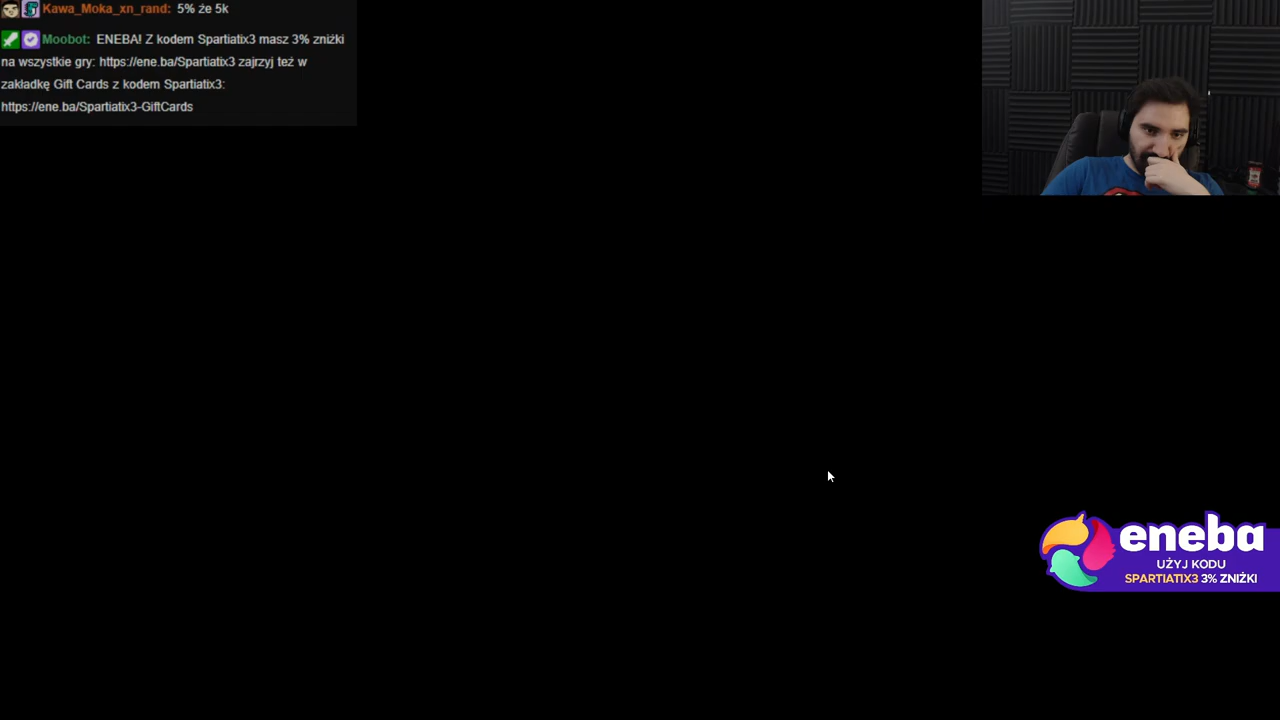 Kawa_Moka_xn_rand: 5% że 5k
Moobot: ENEBA! Z kodem Spartiatix3 masz 3% zniżki
na wszystkie gry: https://ene.ba/Spartiatix3 zajrzyj też w
zakładkę Gift Cards z kodem Spartiatix3:
https://ene.ba/Spartiatix3-GiftCards
eneba
UŻYJ KODU
SPARTIATIX3 3% ZNIŻKI